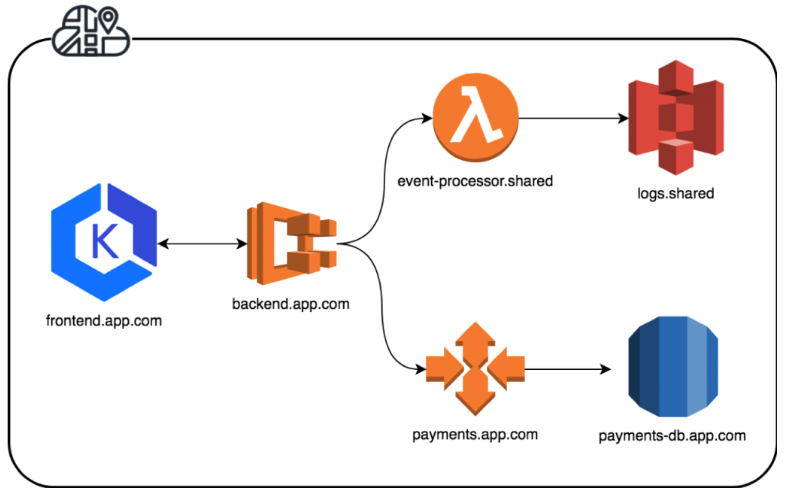 event-processor.shared
logs.shared
K
frontend.app.com
backend.app.com
payments.app.com
payments-db.app.com